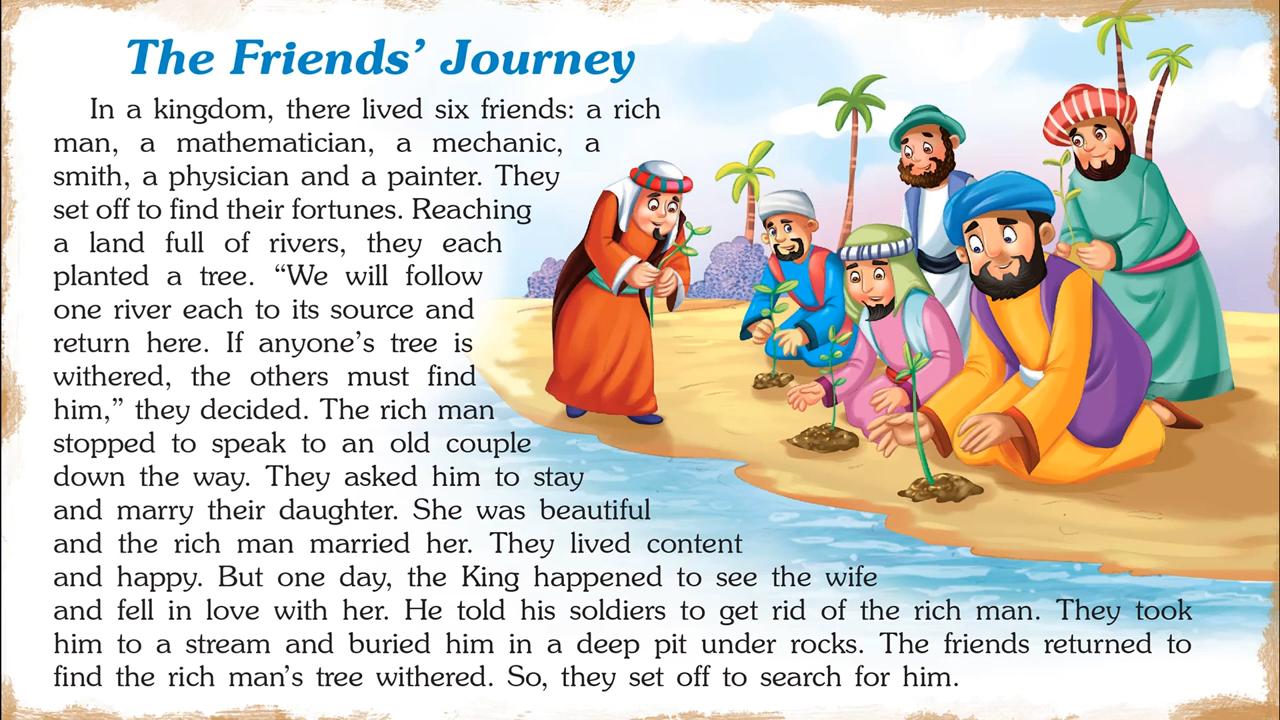 The Friends’ Journey
In a kingdom, there lived six friends: a rich
man, a mathematician, a mechanic, a
smith, a physician and a painter. They
set off to find their fortunes. Reaching
a land full of rivers, they each
planted a tree. “We will follow
one river each to its source and
return here. If anyone’s tree is
withered, the others must find
him,” they decided. The rich man
stopped to speak to an old couple
down the way. They asked him to stay
and marry their daughter. She was beautiful
and the rich man married her. They lived content
and happy. But one day, the King happened to see the wife
and fell in love with her. He told his soldiers to get rid of the rich man. They took
him to a stream and buried him in a deep pit under rocks. The friends returned to
find the rich man’s tree withered. So, they set off to search for him.